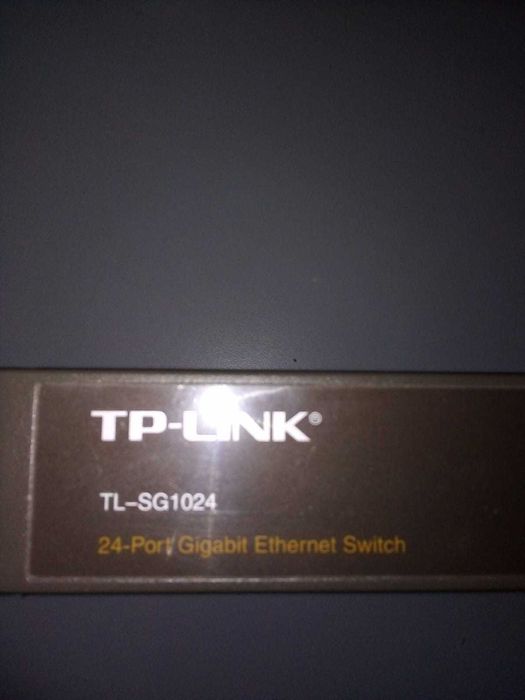 TP-LINK®
TL-SG1024
24-Port Gigabit Ethernet Switch